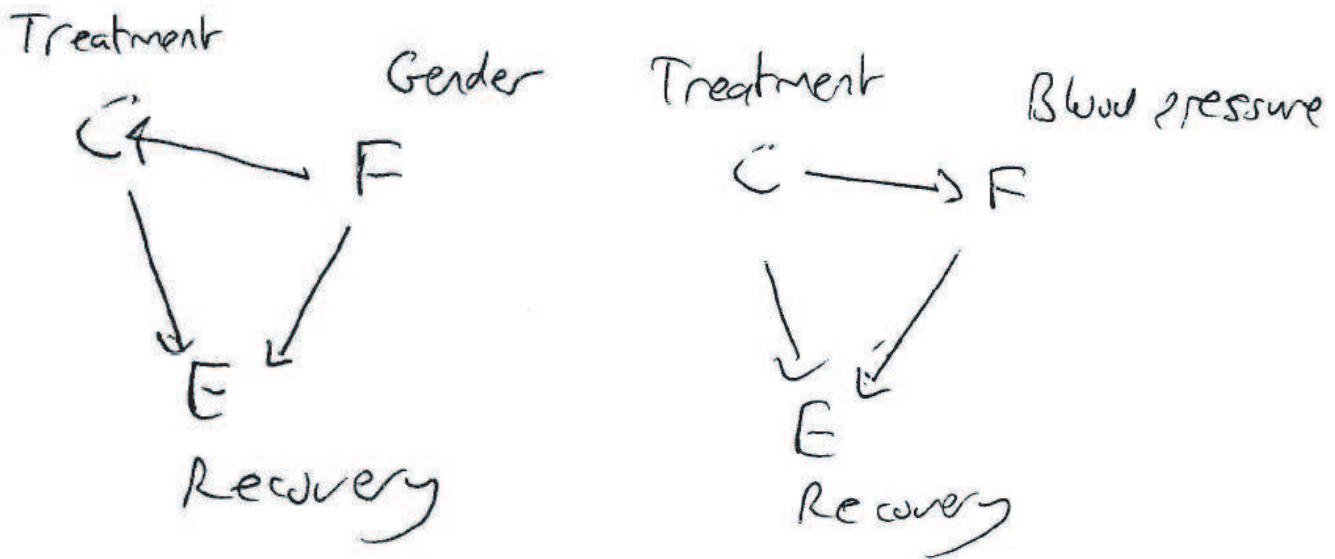 Treatment
Gender
C
F
E
Recovery
Treatment
Blood pressure
C
F
E
Recovery